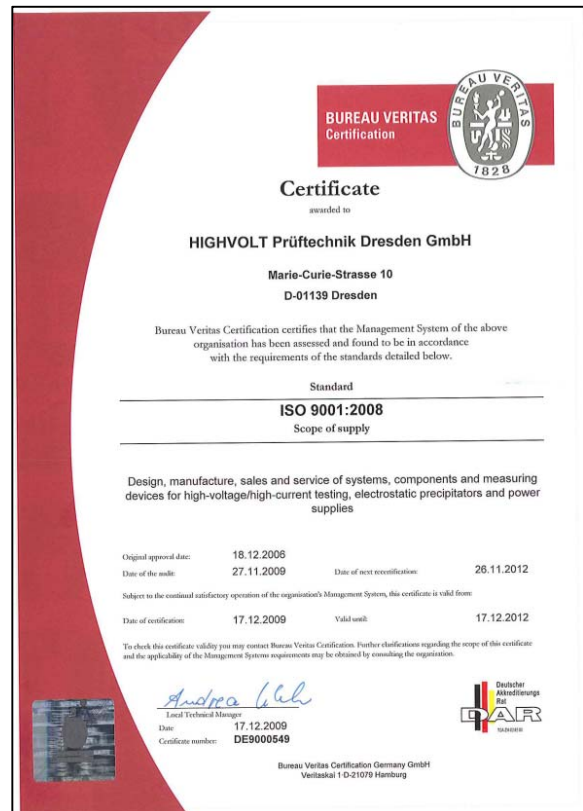 BUREAU VERITAS
Certification
BUREAU VERITAS
1828
Certificate
awarded to
HIGHVOLT Prüftechnik Dresden GmbH
Marie-Curie-Strasse 10
D-01139 Dresden
Bureau Veritas Certification certifies that the Management System of the above
organisation has been assessed and found to be in accordance
with the requirements of the standards detailed below.
Standard
ISO 9001:2008
Scope of supply
Design, manufacture, sales and service of systems, components and measuring
devices for high-voltage/high-current testing, electrostatic precipitators and power
supplies
Original approval date: 18.12.2006
Date of the audit: 27.11.2009 Date of next recertification: 26.11.2012
Subject to the continual satisfactory operation of the organisation's Management System, this certificate is valid from:
Date of certification: 17.12.2009 Valid until: 17.12.2012
To check this certificate validity you may contact Bureau Veritas Certification. Further clarifications regarding the scope of this certificate
and the applicability of the Management Systems requirements may be obtained by consulting the organisation.
Andrea
Local Technical Manager
Date: 17.12.2009
Certificate number: DE9000549
Deutscher
Akkreditierungs
Rat
DAR
Bureau Veritas Certification Germany GmbH
Veritaskai 1·D-21079 Hamburg